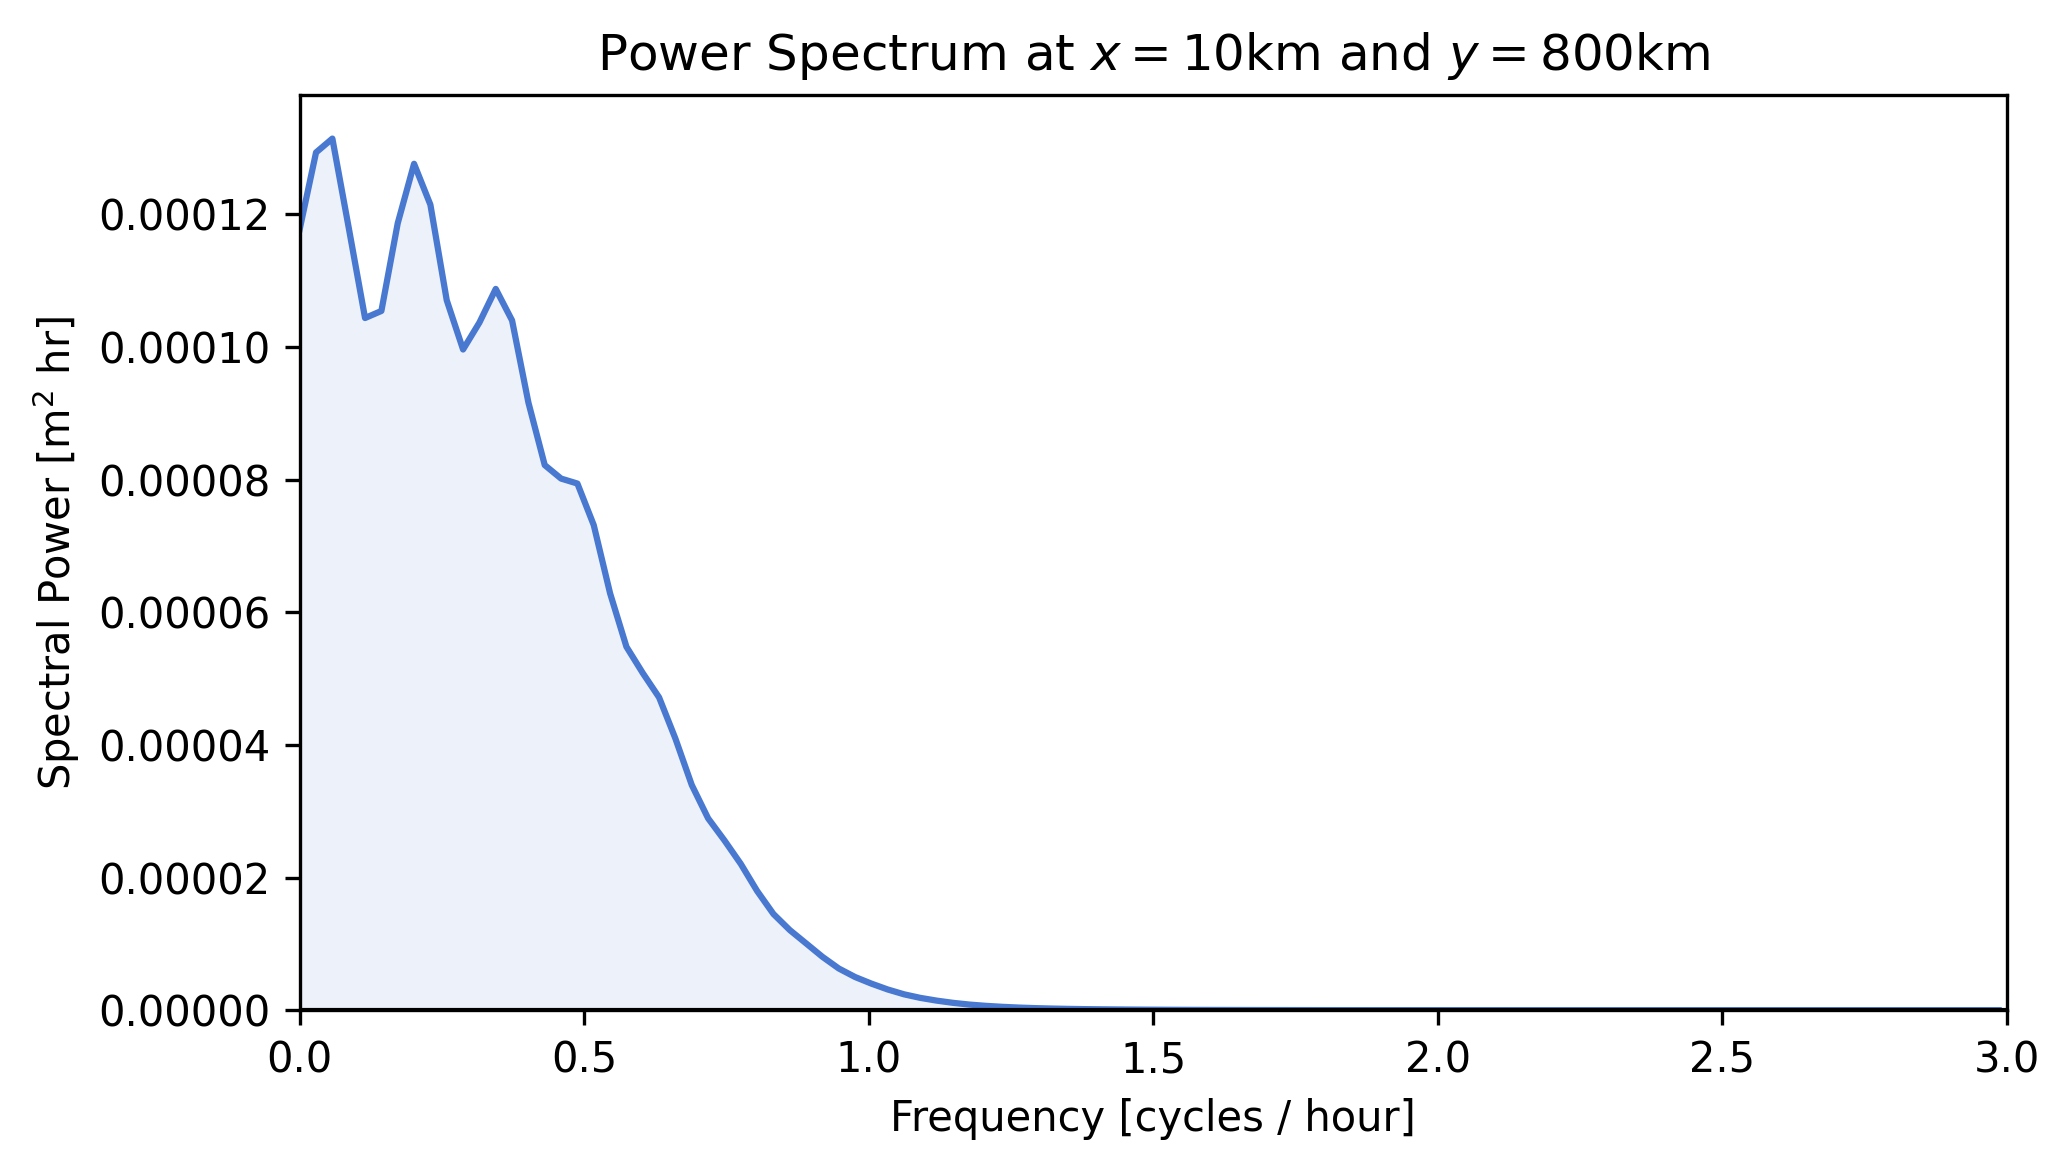 Power Spectrum at x = 10km and y = 800km
Spectral Power [m² hr]
0.00012
0.00010
0.00008
0.00006
0.00004
0.00002
0.00000
0.0 0.5 1.0 1.5 2.0 2.5 3.0
Frequency [cycles / hour]